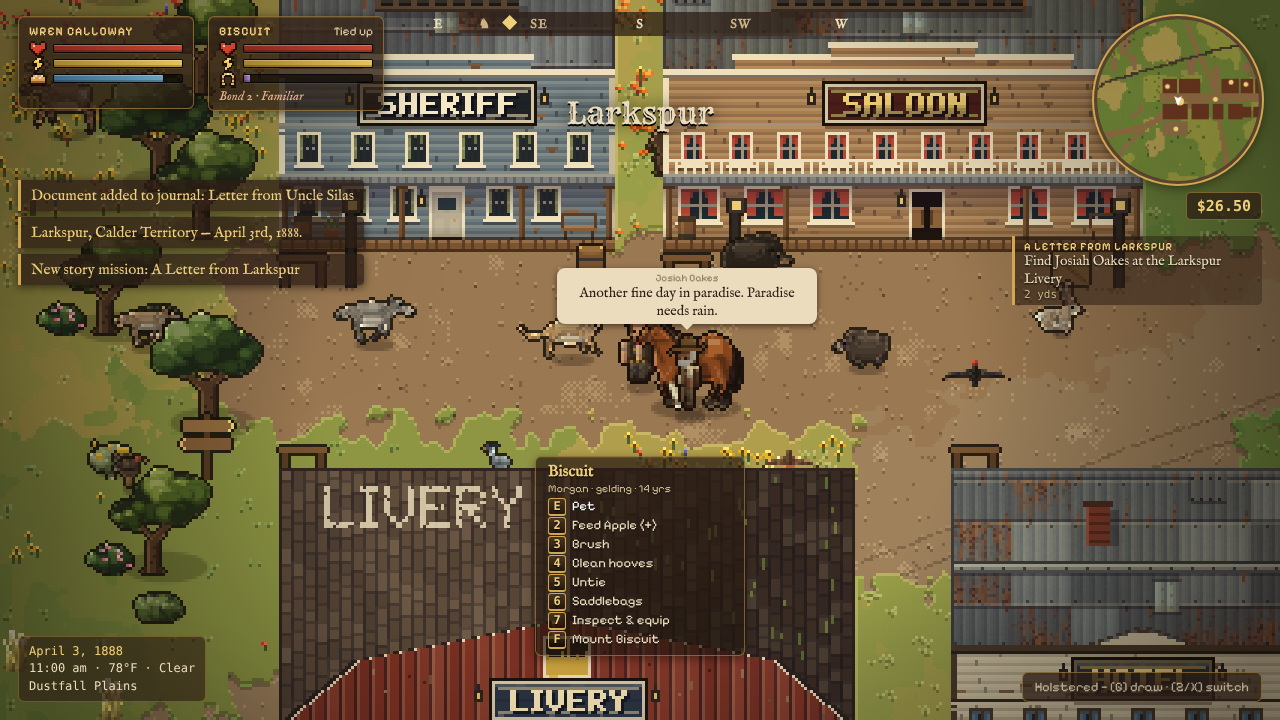 WREN CALLOWAY
BISCUIT Tied up
Bond 2 · Familiar
E SE S SW W
SHERIFF
Larkspur
SALOON
$26.50
Document added to journal: Letter from Uncle Silas
Larkspur, Calder Territory — April 3rd, 1888.
New story mission: A Letter from Larkspur
A LETTER FROM LARKSPUR
Find Josiah Oakes at the Larkspur
Livery
2 yds
Josiah Oakes
Another fine day in paradise. Paradise
needs rain.
LIVERY
Biscuit
Morgan · gelding · 14 yrs
E Pet
2 Feed Apple (+)
3 Brush
4 Clean hooves
5 Untie
6 Saddlebags
7 Inspect & equip
F Mount Biscuit
LIVERY
April 3, 1888
11:00 am · 78°F · Clear
Dustfall Plains
Holstered - (G) draw · (Z/X) switch